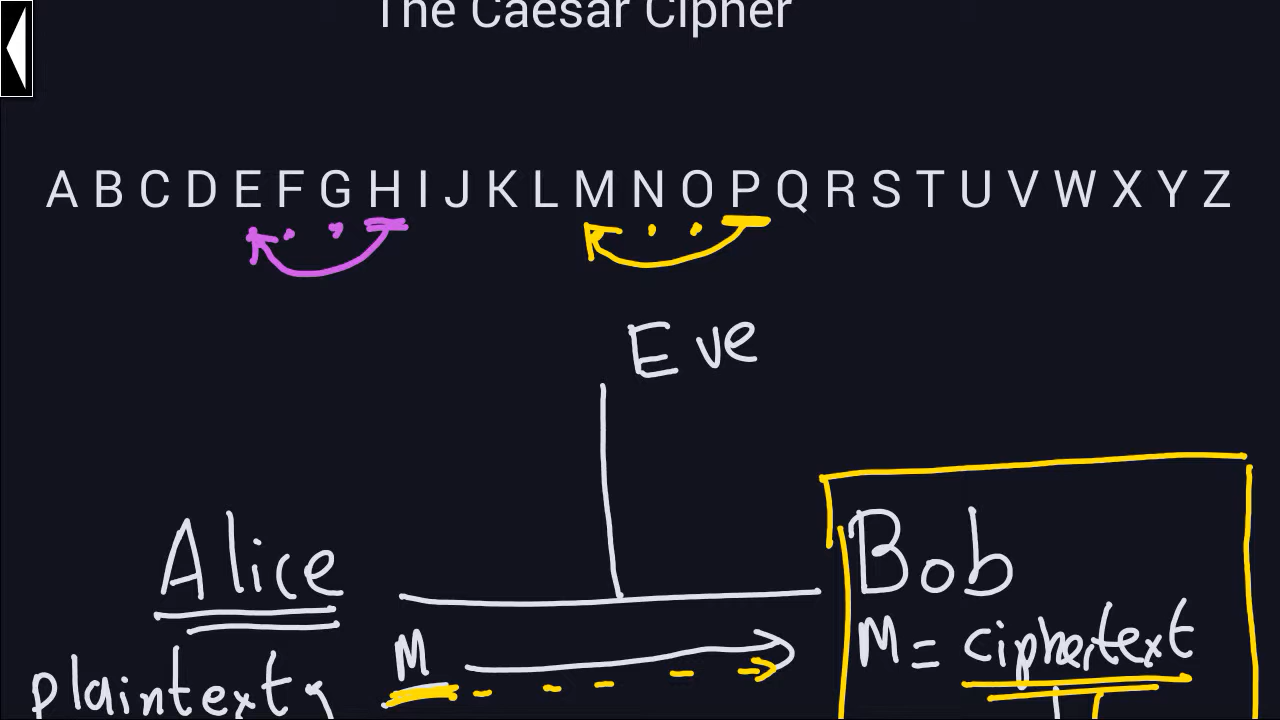 The Caesar Cipher
A B C D E F G H I J K L M N O P Q R S T U V W X Y Z
Eve
Alice
Bob
M
M = ciphertext
plaintext